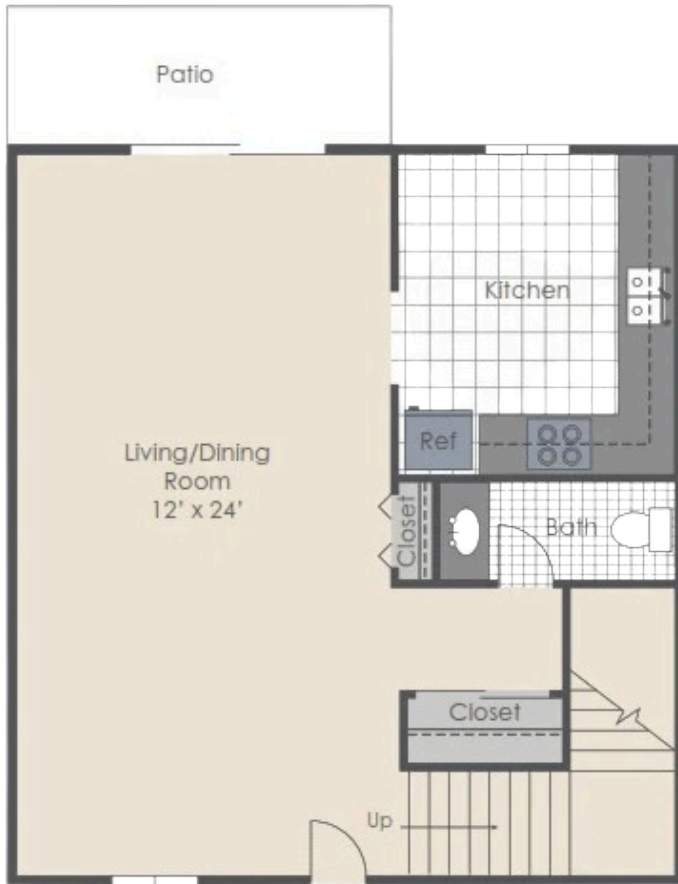 Patio
Kitchen
Living/Dining
Room
12' x 24'
Ref
Closet
Bath
Closet
Up